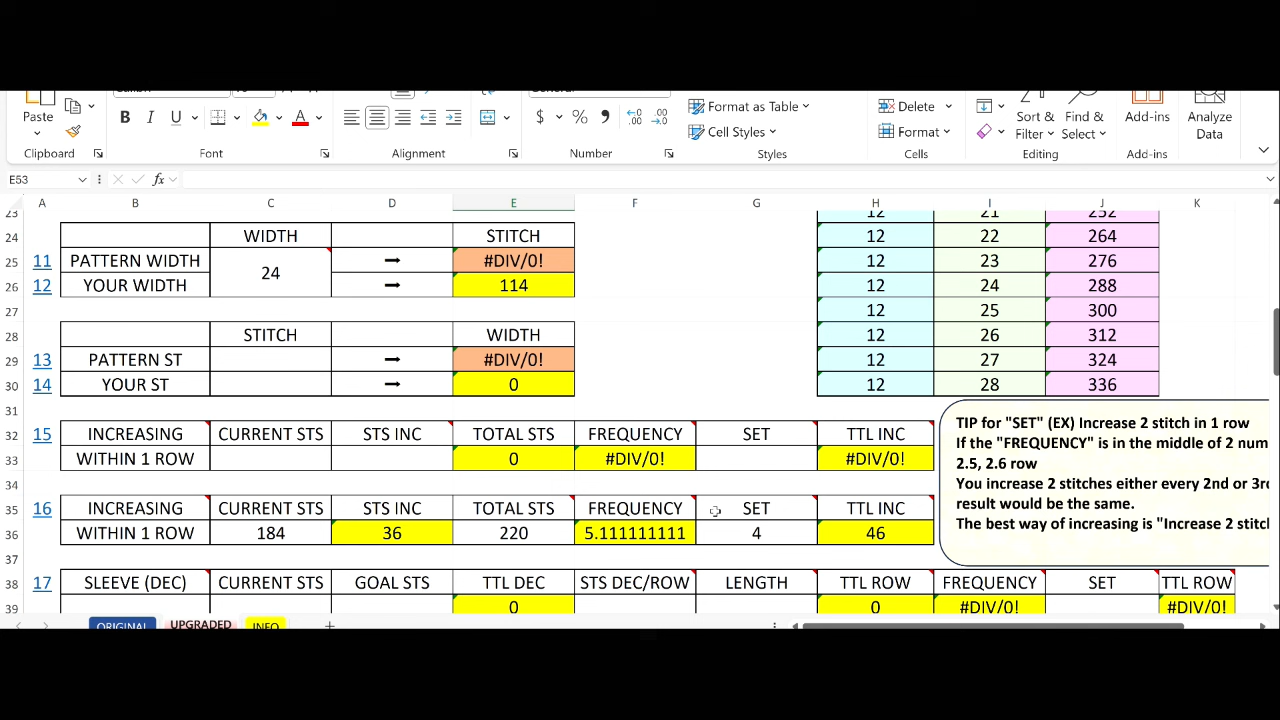 Paste
B I U
Format as Table
Cell Styles
$ % 9
Delete
Format
Sort &
Filter
Find &
Select
Add-ins
Analyze
Data
Clipboard Font Alignment Number Styles Cells Editing Add-ins
E53 fx
A B C D E F G H I J K
23 12 21 252
24 WIDTH STITCH 12 22 264
25 11 PATTERN WIDTH 24 ➡ #DIV/0! 12 23 276
26 12 YOUR WIDTH ➡ 114 12 24 288
27 12 25 300
28 STITCH WIDTH 12 26 312
29 13 PATTERN ST ➡ #DIV/0! 12 27 324
30 14 YOUR ST ➡ 0 12 28 336
31
32 15 INCREASING CURRENT STS STS INC TOTAL STS FREQUENCY SET TTL INC
33 WITHIN 1 ROW 0 #DIV/0! #DIV/0!
34
35 16 INCREASING CURRENT STS STS INC TOTAL STS FREQUENCY SET TTL INC
36 WITHIN 1 ROW 184 36 220 5.111111111 4 46
37
38 17 SLEEVE (DEC) CURRENT STS GOAL STS TTL DEC STS DEC/ROW LENGTH TTL ROW FREQUENCY SET TTL ROW
39 0 0 #DIV/0! #DIV/0!
TIP for "SET" (EX) Increase 2 stitch in 1 row
If the "FREQUENCY" is in the middle of 2 num
2.5, 2.6 row
You increase 2 stitches either every 2nd or 3r
result would be the same.
The best way of increasing is "Increase 2 stitc
ORIGINAL UPGRADED INFO +